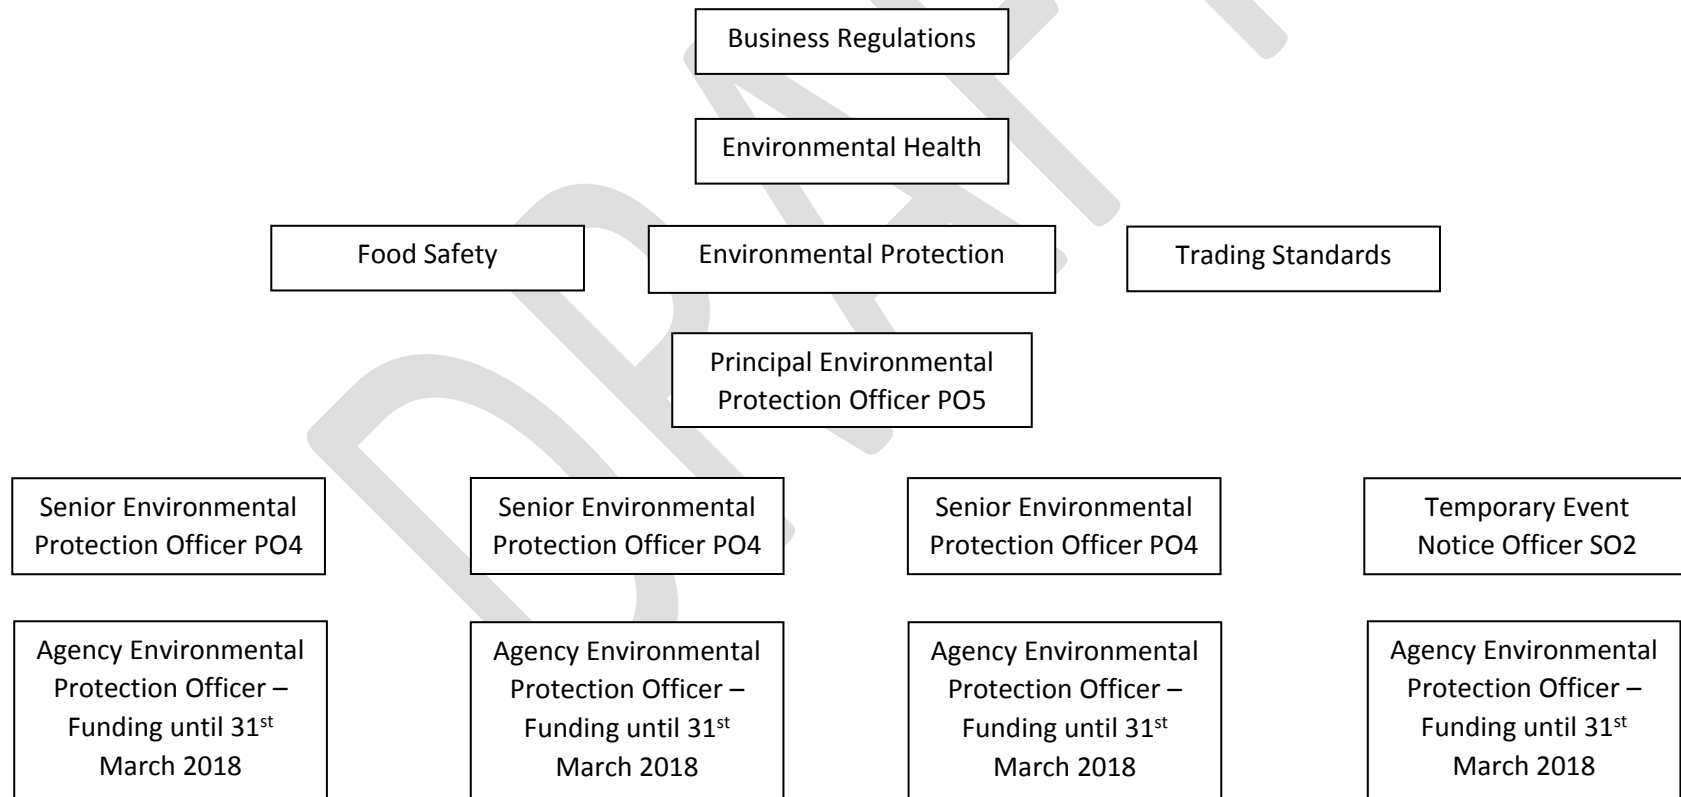 Business Regulations
Environmental Health
Food Safety
Environmental Protection
Trading Standards
Principal Environmental
Protection Officer PO5
Senior Environmental
Protection Officer PO4
Senior Environmental
Protection Officer PO4
Senior Environmental
Protection Officer PO4
Temporary Event
Notice Officer SO2
Agency Environmental
Protection Officer –
Funding until 31st
March 2018
Agency Environmental
Protection Officer –
Funding until 31st
March 2018
Agency Environmental
Protection Officer –
Funding until 31st
March 2018
Agency Environmental
Protection Officer –
Funding until 31st
March 2018
DRAFT